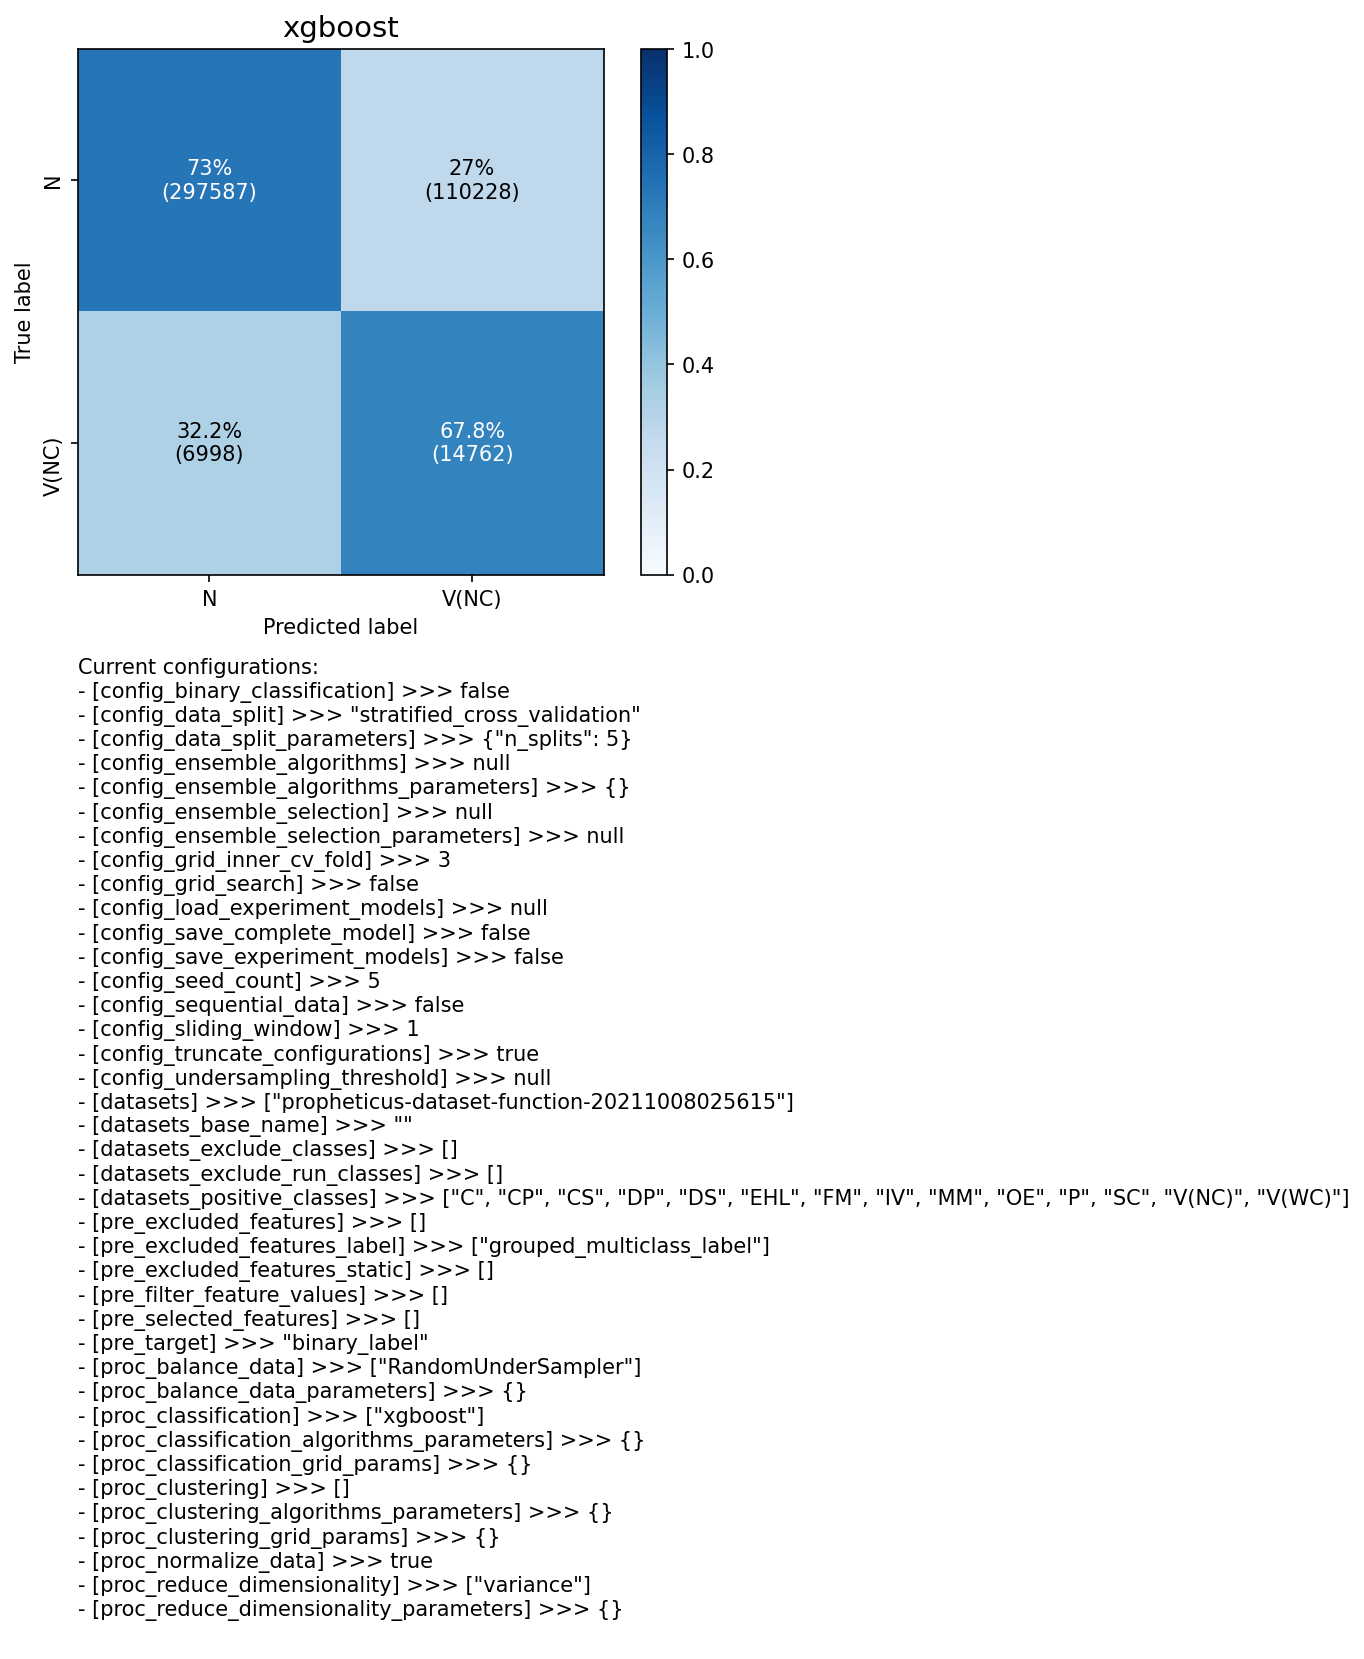 xgboost
1.0
0.8
0.6
0.4
0.2
0.0
True label
N
V(NC)
73%
(297587)
27%
(110228)
32.2%
(6998)
67.8%
(14762)
N
V(NC)
Predicted label
Current configurations:
- [config_binary_classification] >>> false
- [config_data_split] >>> "stratified_cross_validation"
- [config_data_split_parameters] >>> {"n_splits": 5}
- [config_ensemble_algorithms] >>> null
- [config_ensemble_algorithms_parameters] >>> {}
- [config_ensemble_selection] >>> null
- [config_ensemble_selection_parameters] >>> null
- [config_grid_inner_cv_fold] >>> 3
- [config_grid_search] >>> false
- [config_load_experiment_models] >>> null
- [config_save_complete_model] >>> false
- [config_save_experiment_models] >>> false
- [config_seed_count] >>> 5
- [config_sequential_data] >>> false
- [config_sliding_window] >>> 1
- [config_truncate_configurations] >>> true
- [config_undersampling_threshold] >>> null
- [datasets] >>> ["propheticus-dataset-function-20211008025615"]
- [datasets_base_name] >>> ""
- [datasets_exclude_classes] >>> []
- [datasets_exclude_run_classes] >>> []
- [datasets_positive_classes] >>> ["C", "CP", "CS", "DP", "DS", "EHL", "FM", "IV", "MM", "OE", "P", "SC", "V(NC)", "V(WC)"]
- [pre_excluded_features] >>> []
- [pre_excluded_features_label] >>> ["grouped_multiclass_label"]
- [pre_excluded_features_static] >>> []
- [pre_filter_feature_values] >>> []
- [pre_selected_features] >>> []
- [pre_target] >>> "binary_label"
- [proc_balance_data] >>> ["RandomUnderSampler"]
- [proc_balance_data_parameters] >>> {}
- [proc_classification] >>> ["xgboost"]
- [proc_classification_algorithms_parameters] >>> {}
- [proc_classification_grid_params] >>> {}
- [proc_clustering] >>> []
- [proc_clustering_algorithms_parameters] >>> {}
- [proc_clustering_grid_params] >>> {}
- [proc_normalize_data] >>> true
- [proc_reduce_dimensionality] >>> ["variance"]
- [proc_reduce_dimensionality_parameters] >>> {}